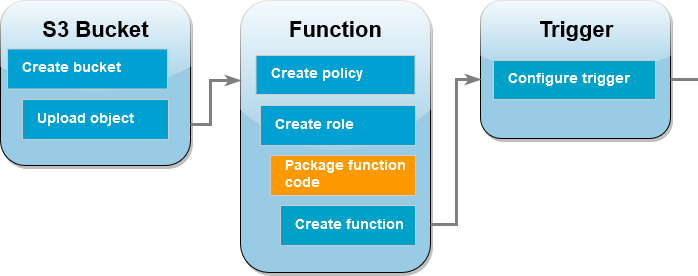 S3 Bucket
Create bucket
Upload object
Function
Create policy
Create role
Package function
code
Create function
Trigger
Configure trigger